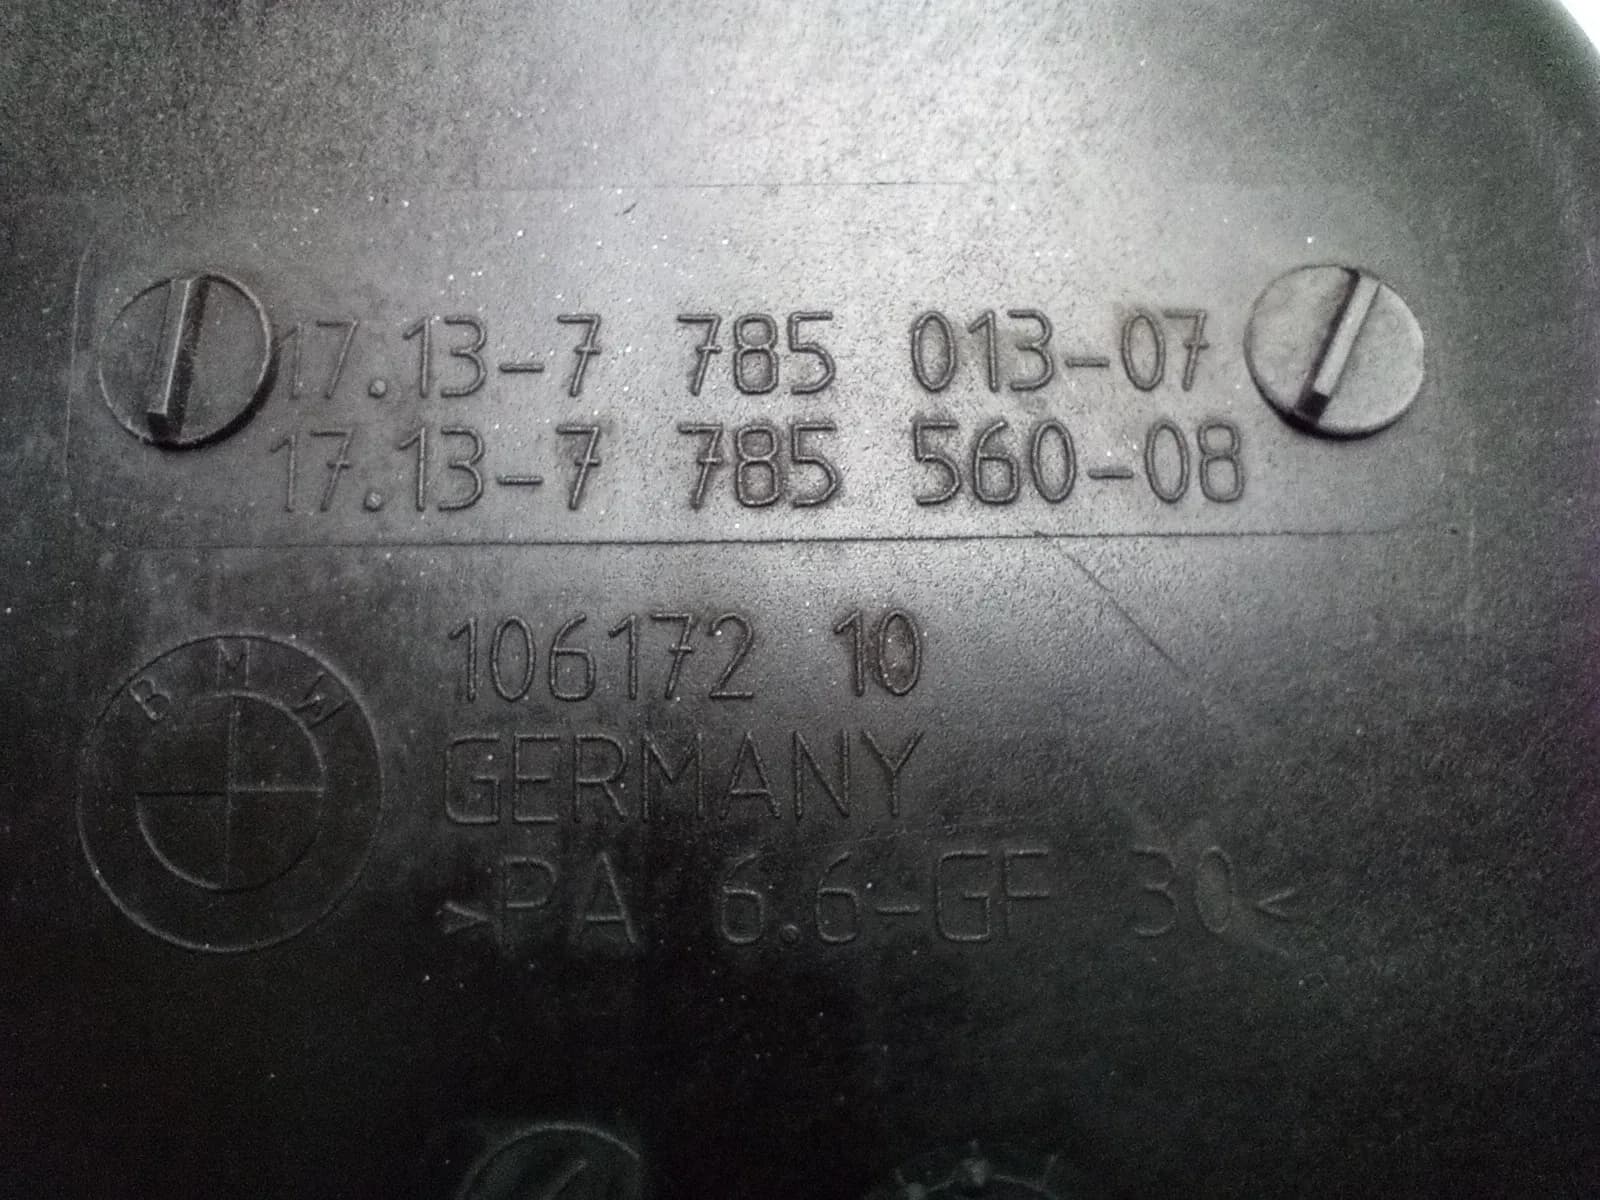 17.13-7 785 013-07
17.13-7 785 560-08
BMW
106172 10
GERMANY
>PA 6.6-GF 30<